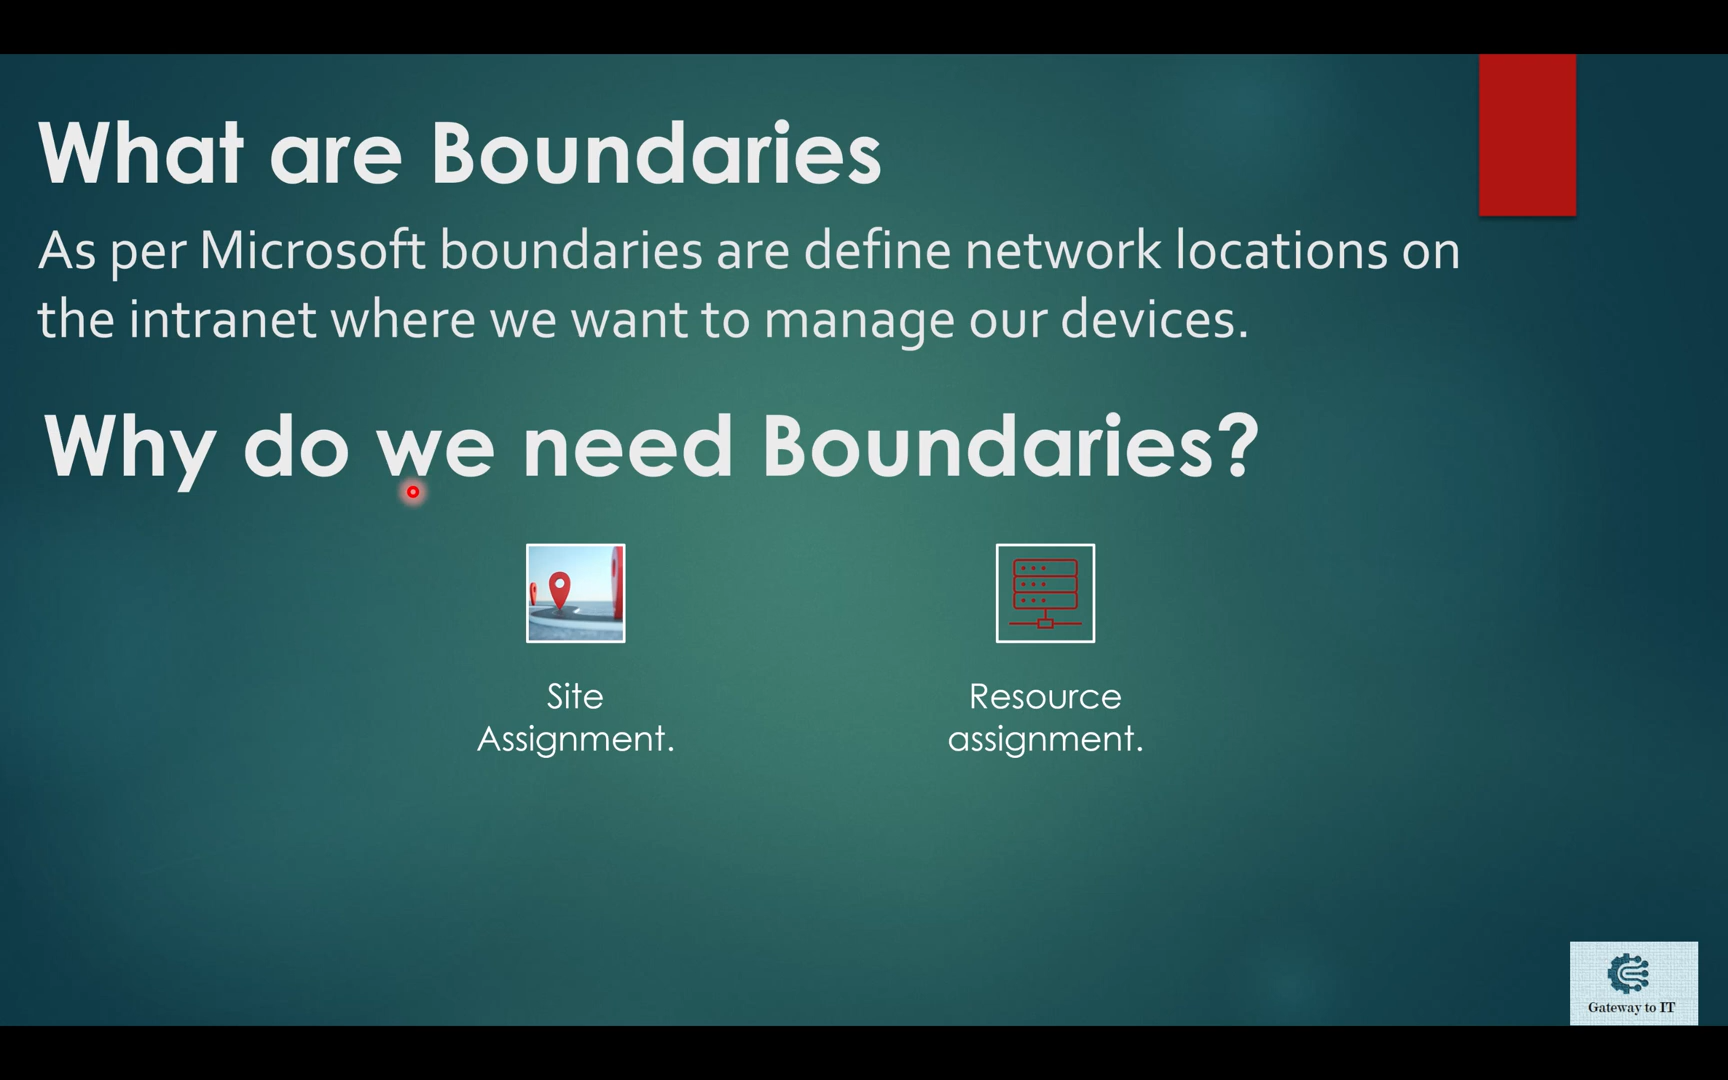 What are Boundaries
As per Microsoft boundaries are define network locations on
the intranet where we want to manage our devices.
Why do we need Boundaries?
Site
Assignment.
Resource
assignment.
Gateway to IT